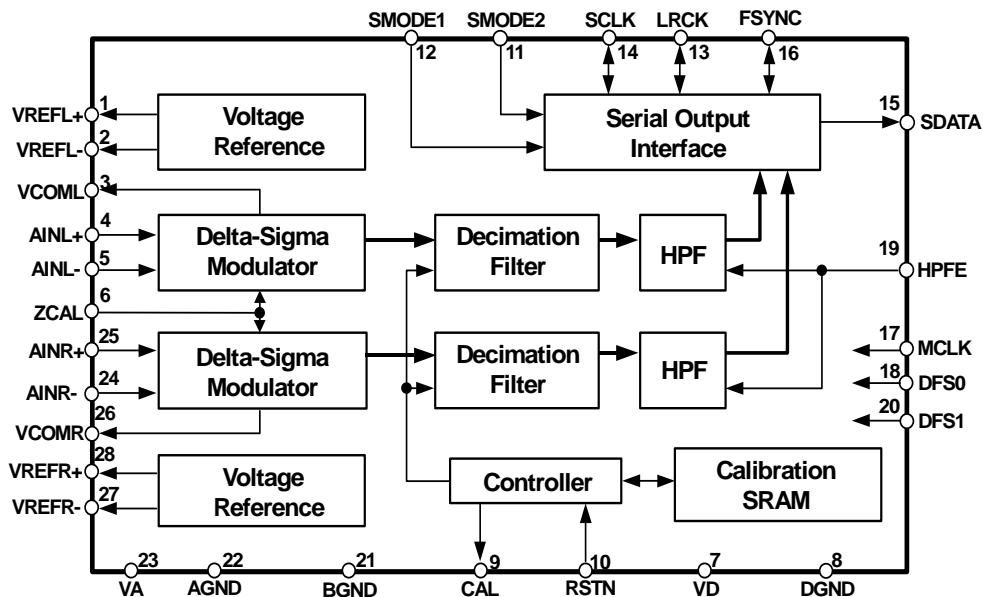 SMODE1
SMODE2
SCLK
LRCK
FSYNC
12
11
14
13
16
VREFL+
1
Voltage
Reference
VREFL-
2
Serial Output
Interface
15
SDATA
VCOML
3
AINL+
4
Delta-Sigma
Modulator
AINL-
5
Decimation
Filter
HPF
19
HPFE
ZCAL
6
AINR+
25
Delta-Sigma
Modulator
AINR-
24
Decimation
Filter
HPF
17
MCLK
18
DFS0
20
DFS1
VCOMR
26
VREFR+
28
Voltage
Reference
VREFR-
27
Controller
Calibration
SRAM
23
22
21
9
10
7
8
VA
AGND
BGND
CAL
RSTN
VD
DGND